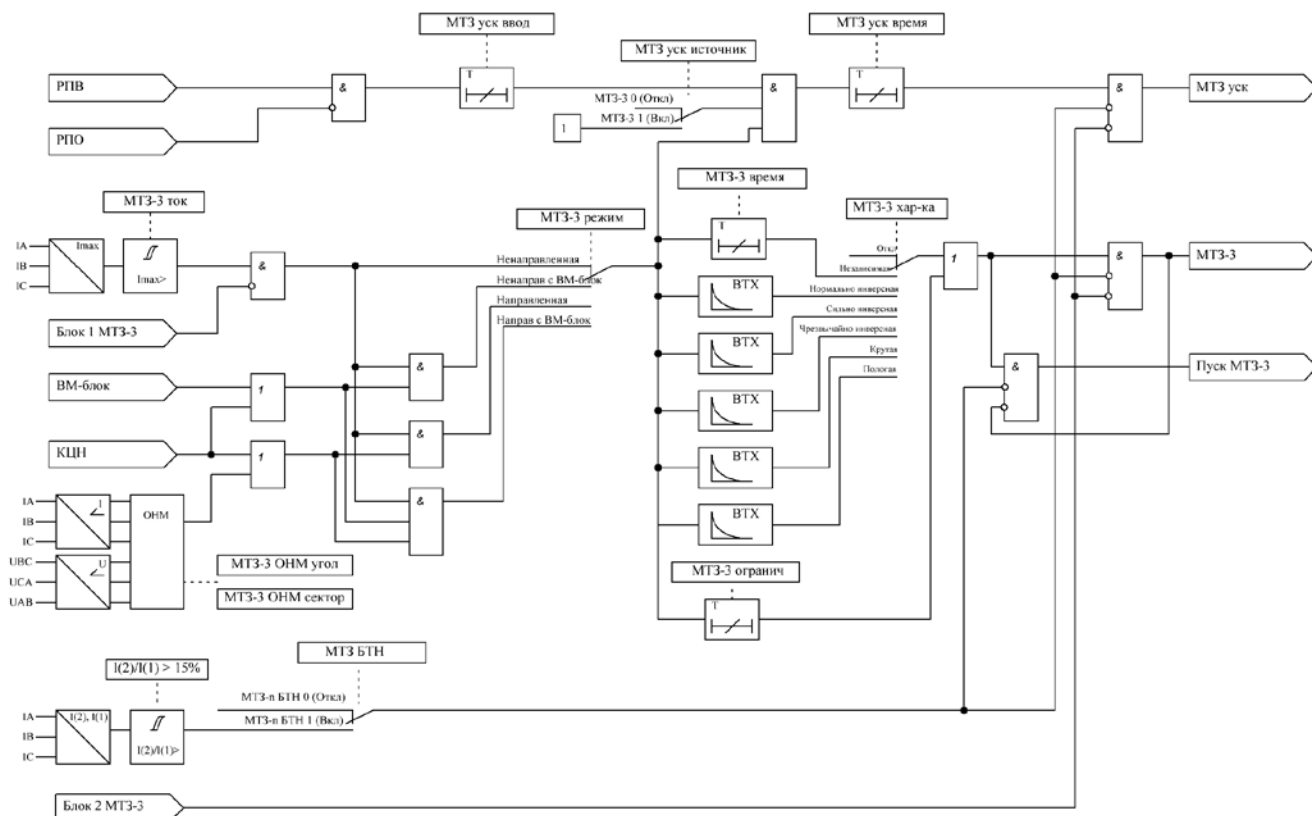 МТЗ уск ввод
МТЗ уск время
МТЗ уск источник
РПВ
&
T
МТЗ-3 0 (Откл)
МТЗ-3 1 (Вкл)
1
&
T
&
МТЗ уск
РПО
МТЗ-3 ток
МТЗ-3 режим
МТЗ-3 время
МТЗ-3 хар-ка
IA
IB
IC
Imax
Imax>
&
Ненаправленная
Ненаправ с ВМ-блок
Направленная
Направ с ВМ-блок
T
Откл
Независимая
Нормально инверсная
Сильно инверсная
Чрезвычайно инверсная
Крутая
Пологая
1
&
МТЗ-3
Блок 1 МТЗ-3
ВТХ
ВТХ
ВТХ
ВТХ
ВТХ
&
Пуск МТЗ-3
ВМ-блок
1
&
КЦН
1
&
&
IA
IB
IC
I
ОНМ
UBC
UCA
UAB
U
МТЗ-3 ОНМ угол
МТЗ-3 ОНМ сектор
МТЗ-3 огранич
T
I(2)/I(1) > 15%
МТЗ БТН
IA
IB
IC
I(2), I(1)
I(2)/I(1)>
МТЗ-п БТН 0 (Откл)
МТЗ-п БТН 1 (Вкл)
Блок 2 МТЗ-3